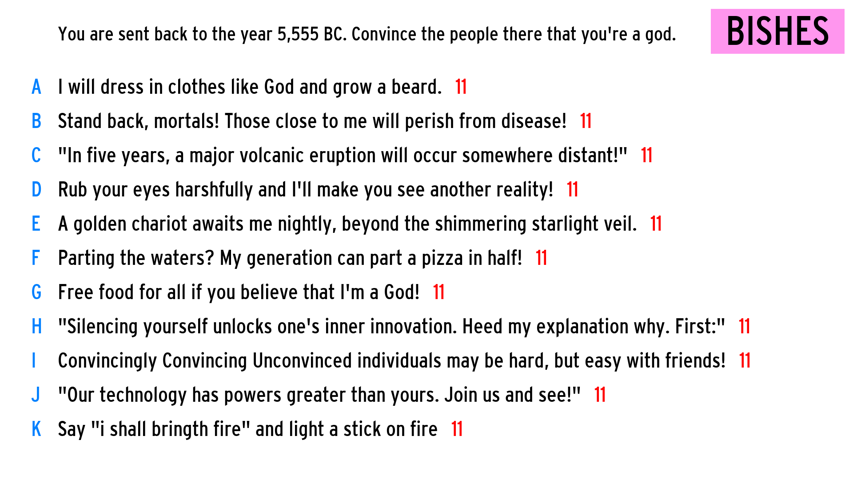 You are sent back to the year 5,555 BC. Convince the people there that you're a god.
BISHES
A I will dress in clothes like God and grow a beard. 11
B Stand back, mortals! Those close to me will perish from disease! 11
C "In five years, a major volcanic eruption will occur somewhere distant!" 11
D Rub your eyes harshfully and I'll make you see another reality! 11
E A golden chariot awaits me nightly, beyond the shimmering starlight veil. 11
F Parting the waters? My generation can part a pizza in half! 11
G Free food for all if you believe that I'm a God! 11
H "Silencing yourself unlocks one's inner innovation. Heed my explanation why. First:" 11
I Convincingly Convincing Unconvinced individuals may be hard, but easy with friends! 11
J "Our technology has powers greater than yours. Join us and see!" 11
K Say "i shall bringth fire" and light a stick on fire 11